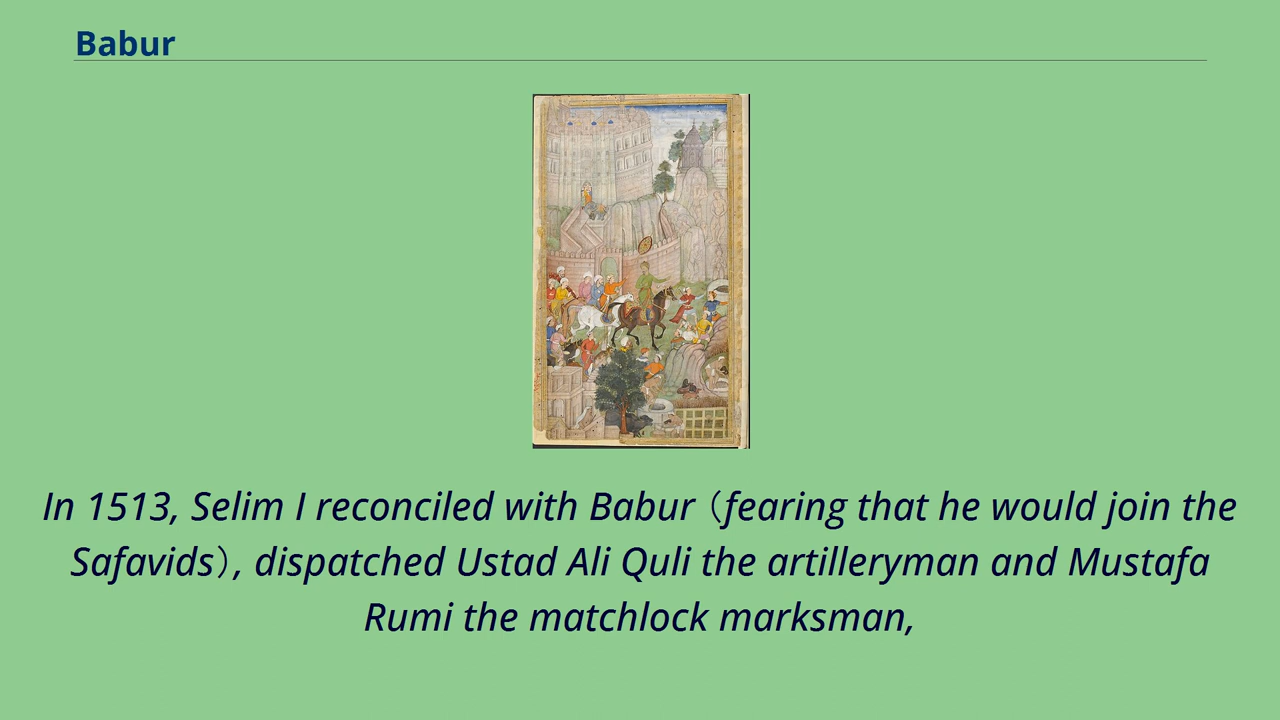 Babur
In 1513, Selim I reconciled with Babur（fearing that he would join the
Safavids）, dispatched Ustad Ali Quli the artilleryman and Mustafa
Rumi the matchlock marksman,